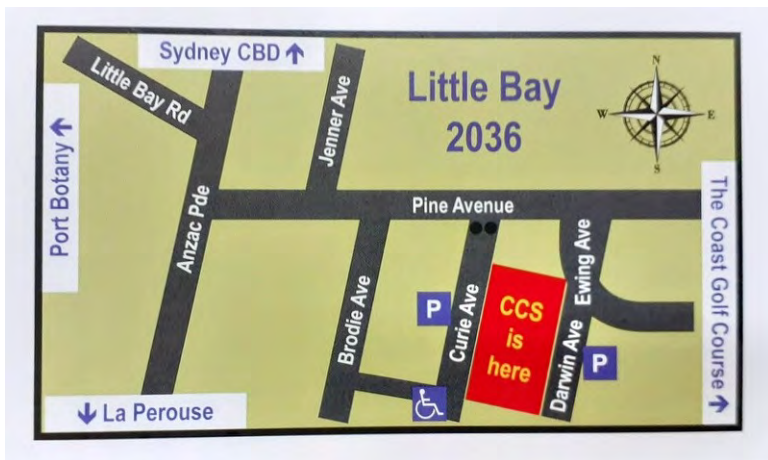 Sydney CBD
Little Bay Rd
Jenner Ave
Little Bay
2036
N
W
E
S
Port Botany
Anzac Pde
Pine Avenue
The Coast Golf Course
Brodie Ave
Curie Ave
Ewing Ave
P
CCS
is
here
Darwin Ave
P
La Perouse